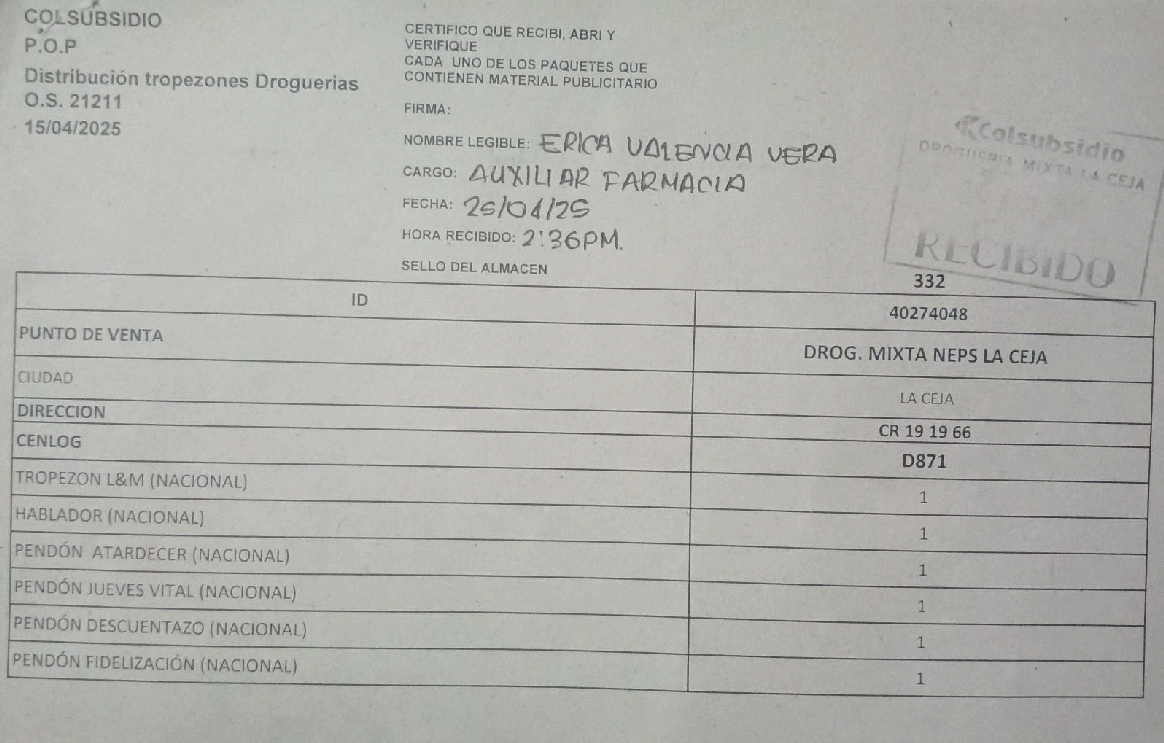 COLSUBSIDIO
P.O.P
Distribución tropezones Droguerias
O.S. 21211
15/04/2025
CERTIFICO QUE RECIBI, ABRI Y
VERIFIQUE
CADA UNO DE LOS PAQUETES QUE
CONTIENEN MATERIAL PUBLICITARIO
FIRMA:
NOMBRE LEGIBLE: ERICA VALENCIA VERA
CARGO: AUXILIAR FARMACIA
FECHA: 25/04/25
HORA RECIBIDO: 2:36PM.
SELLO DEL ALMACEN
Colsubsidio
DROGUERIA MIXTA LA CEJA
RECIBIDO
332
ID 40274048
PUNTO DE VENTA DROG. MIXTA NEPS LA CEJA
CIUDAD LA CEJA
DIRECCION CR 19 19 66
CENLOG D871
TROPEZON L&M (NACIONAL) 1
HABLADOR (NACIONAL) 1
PENDÓN ATARDECER (NACIONAL) 1
PENDÓN JUEVES VITAL (NACIONAL) 1
PENDÓN DESCUENTAZO (NACIONAL) 1
PENDÓN FIDELIZACIÓN (NACIONAL) 1